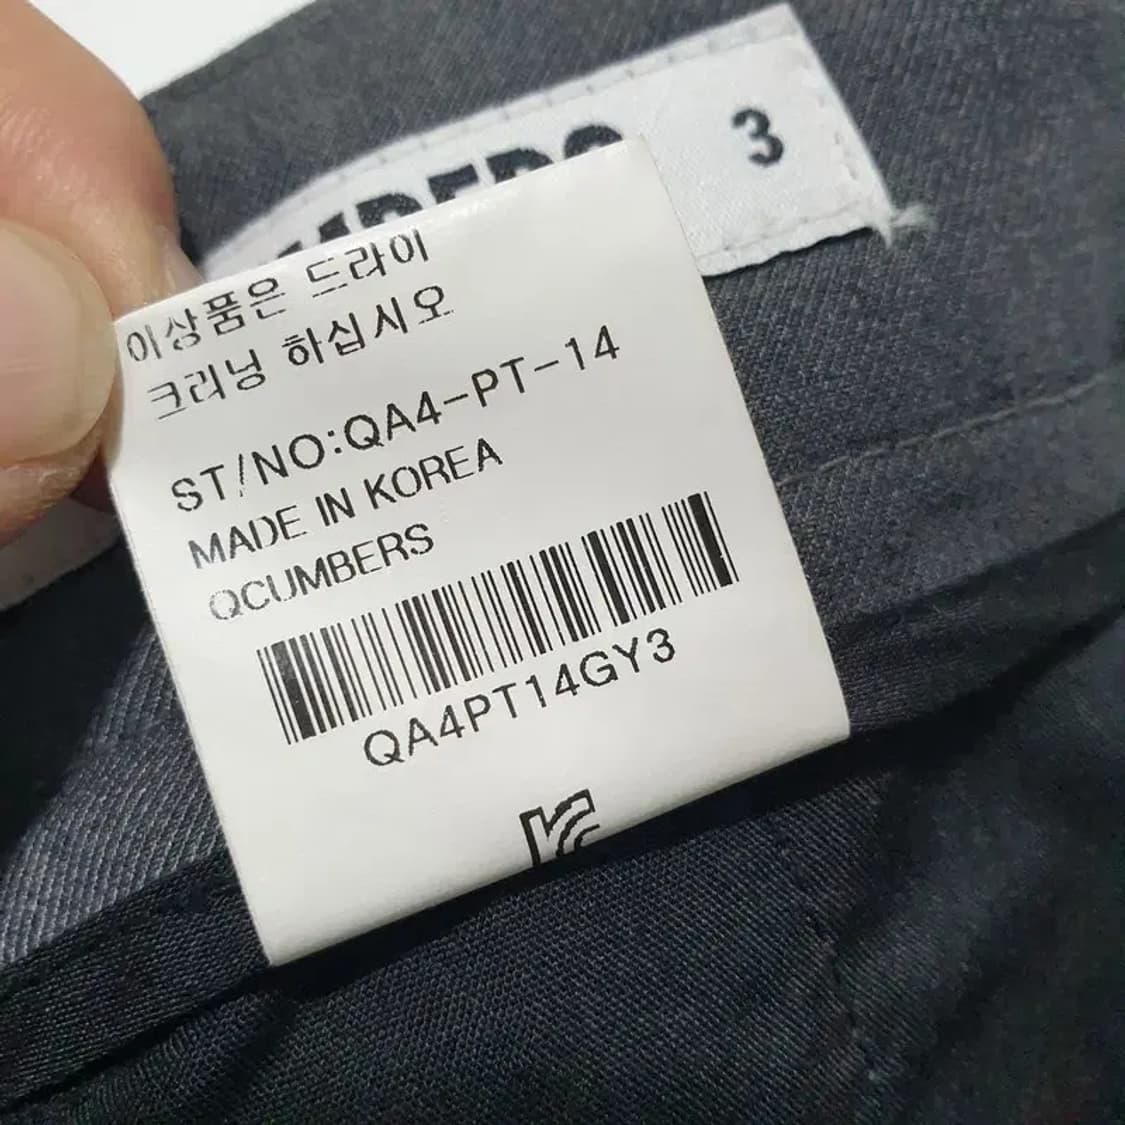 3
이상품은 드라이
크리닝 하십시오
ST/NO:QA4-PT-14
MADE IN KOREA
QCUMBERS
QA4PT14GY3